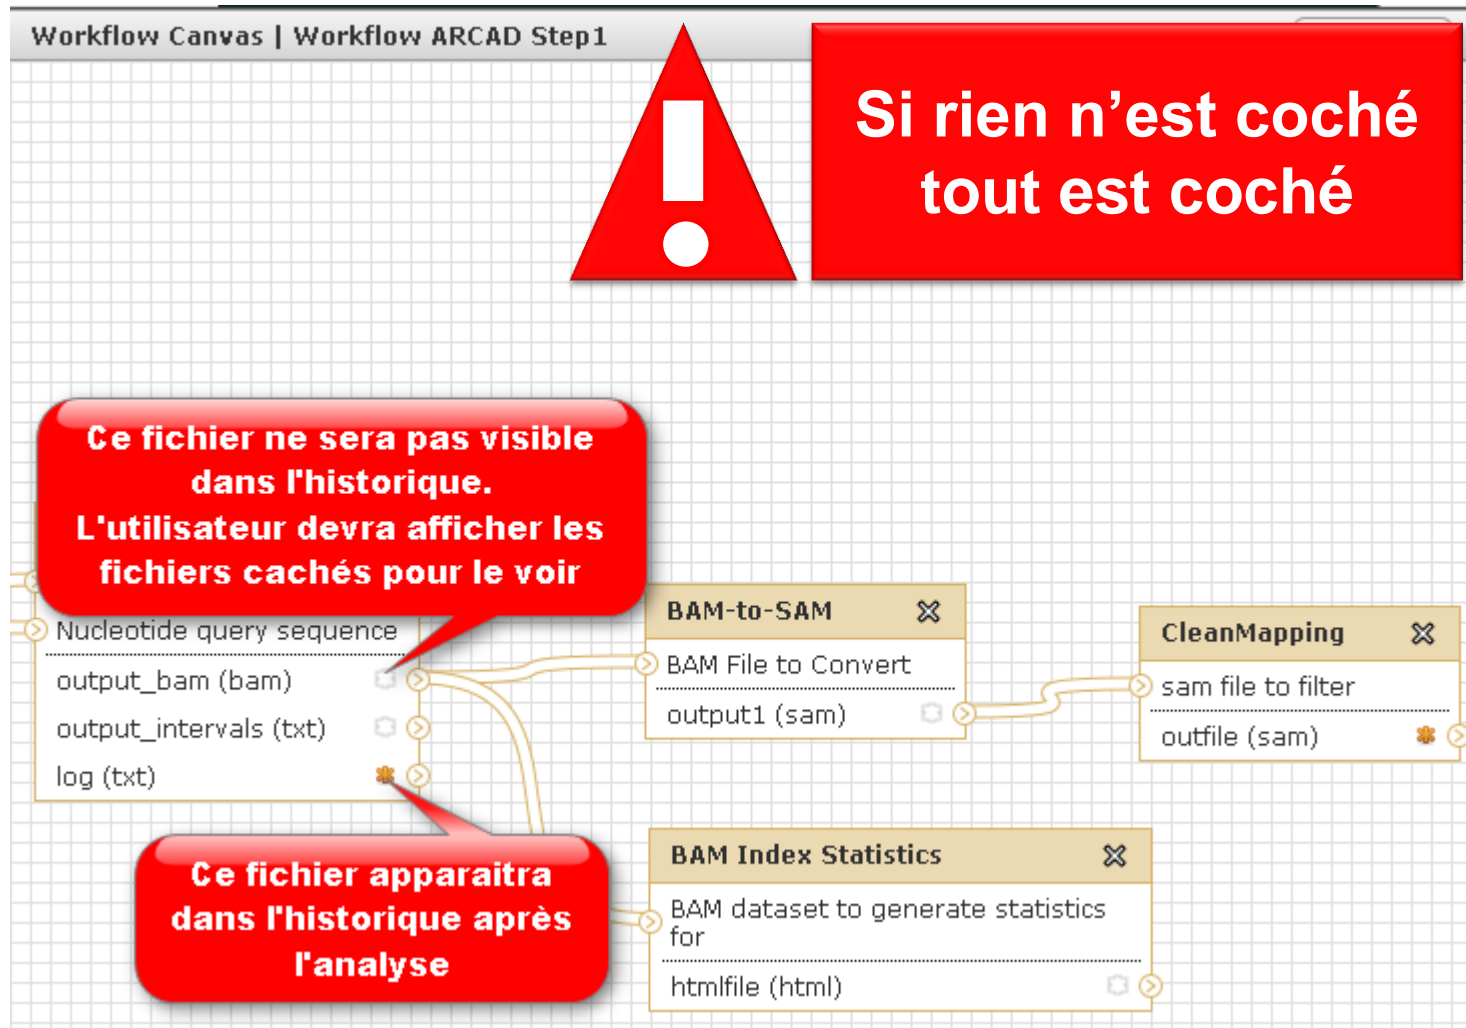 Workflow Canvas | Workflow ARCAD Step1
Si rien n’est coché
tout est coché
Ce fichier ne sera pas visible
dans l'historique.
L'utilisateur devra afficher les
fichiers cachés pour le voir
Nucleotide query sequence
output_bam (bam)
output_intervals (txt)
log (txt)
BAM-to-SAM
BAM File to Convert
output1 (sam)
CleanMapping
sam file to filter
outfile (sam)
Ce fichier apparaitra
dans l'historique après
l'analyse
BAM Index Statistics
BAM dataset to generate statistics
for
htmlfile (html)